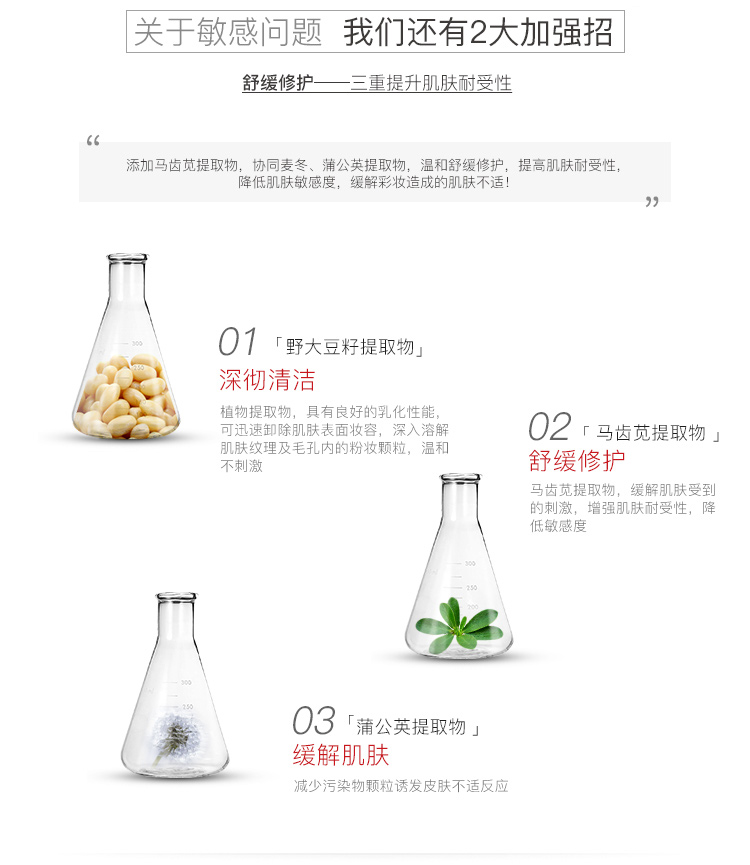 关于敏感问题 我们还有2大加强招
舒缓修护——三重提升肌肤耐受性
“
添加马齿苋提取物，协同麦冬、蒲公英提取物，温和舒缓修护，提高肌肤耐受性，
降低肌肤敏感度，缓解彩妆造成的肌肤不适！
”
01「野大豆籽提取物」
深彻清洁
植物提取物，具有良好的乳化性能，
可迅速卸除肌肤表面妆容，深入溶解
肌肤纹理及毛孔内的粉妆颗粒，温和
不刺激
300
250
02「 马齿苋提取物 」
舒缓修护
马齿苋提取物，缓解肌肤受到
的刺激，增强肌肤耐受性，降
低敏感度
300
250
200
300
250
03「蒲公英提取物 」
缓解肌肤
减少污染物颗粒诱发皮肤不适反应